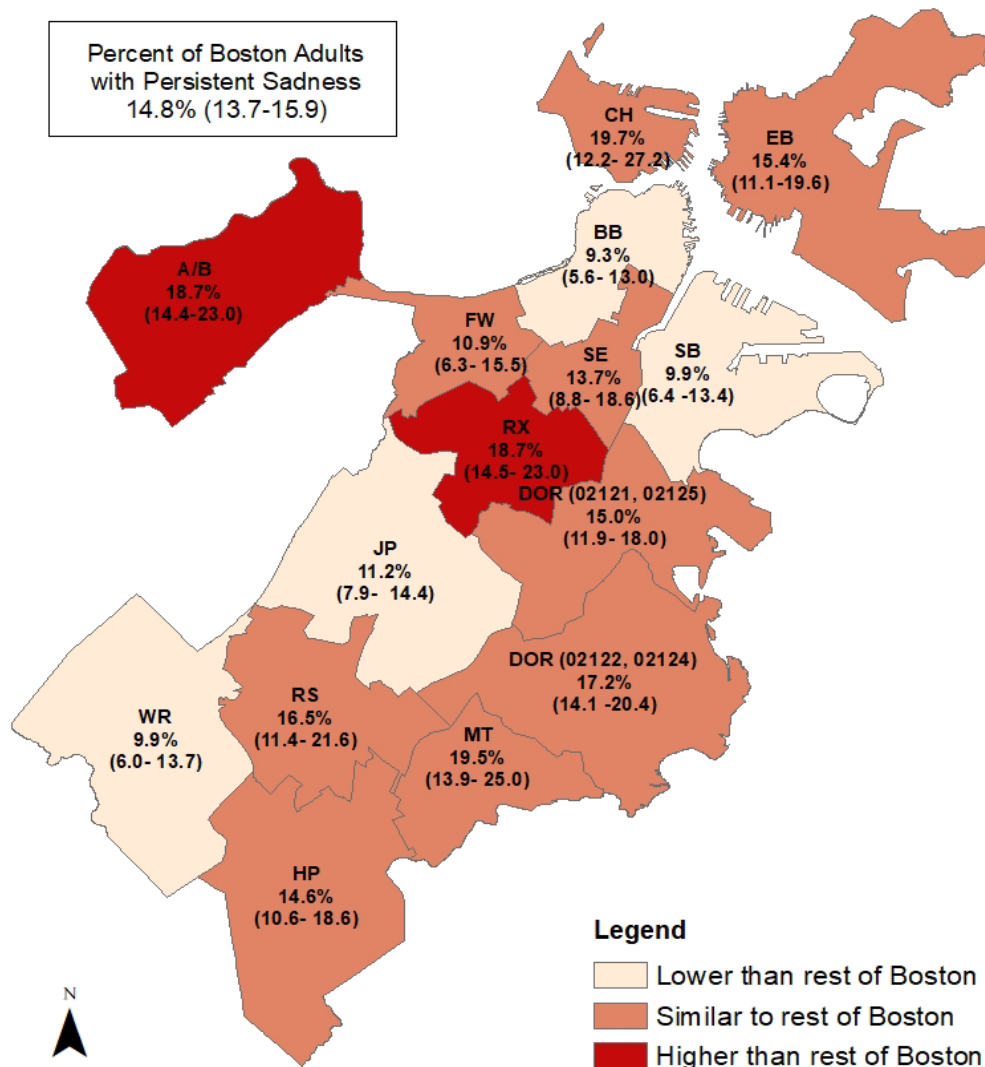 Percent of Boston Adults
with Persistent Sadness
14.8% (13.7-15.9)
CH
19.7%
(12.2- 27.2)
EB
15.4%
(11.1-19.6)
BB
9.3%
(5.6- 13.0)
A/B
18.7%
(14.4-23.0)
FW
10.9%
(6.3- 15.5)
SE
13.7%
(8.8- 18.6)
SB
9.9%
(6.4 -13.4)
RX
18.7%
(14.5- 23.0)
DOR (02121, 02125)
15.0%
(11.9- 18.0)
JP
11.2%
(7.9- 14.4)
DOR (02122, 02124)
17.2%
(14.1 -20.4)
WR
9.9%
(6.0- 13.7)
RS
16.5%
(11.4- 21.6)
MT
19.5%
(13.9- 25.0)
HP
14.6%
(10.6- 18.6)
N
Legend
Lower than rest of Boston
Similar to rest of Boston
Higher than rest of Boston